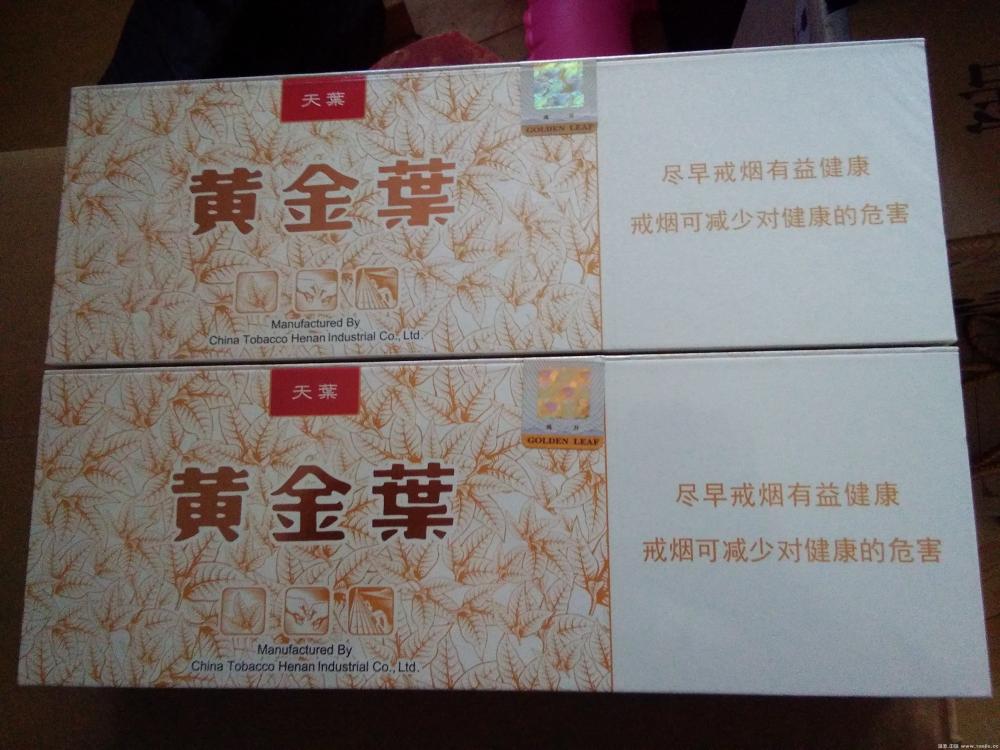 天葉
GOLDEN LEAF
黄金葉
Manufactured By
China Tobacco Henan Industrial Co., Ltd.
尽早戒烟有益健康
戒烟可减少对健康的危害
天葉
GOLDEN LEAF
黄金葉
Manufactured By
China Tobacco Henan Industrial Co., Ltd.
尽早戒烟有益健康
戒烟可减少对健康的危害